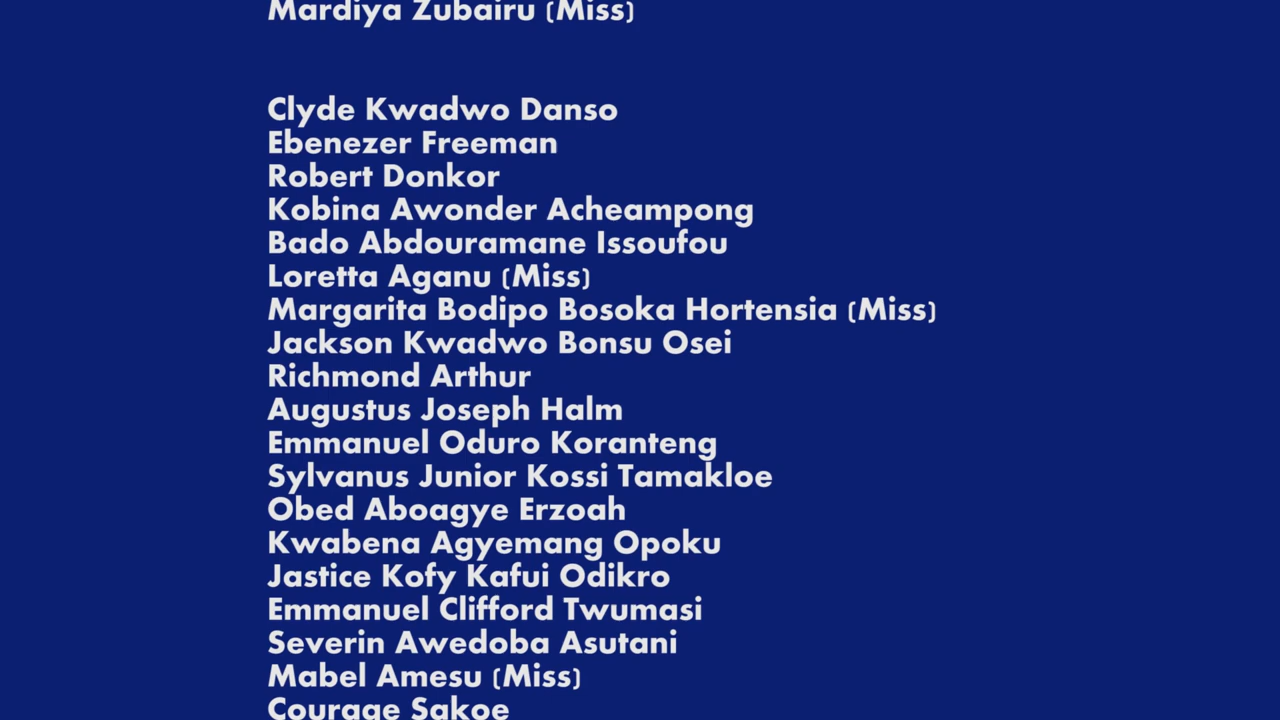 Mardiya Zubairu (Miss)
Clyde Kwadwo Danso
Ebenezer Freeman
Robert Donkor
Kobina Awonder Acheampong
Bado Abdouramane Issoufou
Loretta Aganu (Miss)
Margarita Bodipo Bosoka Hortensia (Miss)
Jackson Kwadwo Bonsu Osei
Richmond Arthur
Augustus Joseph Halm
Emmanuel Oduro Koranteng
Sylvanus Junior Kossi Tamakloe
Obed Aboagye Erzoah
Kwabena Agyemang Opoku
Jastice Kofy Kafui Odikro
Emmanuel Clifford Twumasi
Severin Awedoba Asutani
Mabel Amesu (Miss)
Courage Sakoe